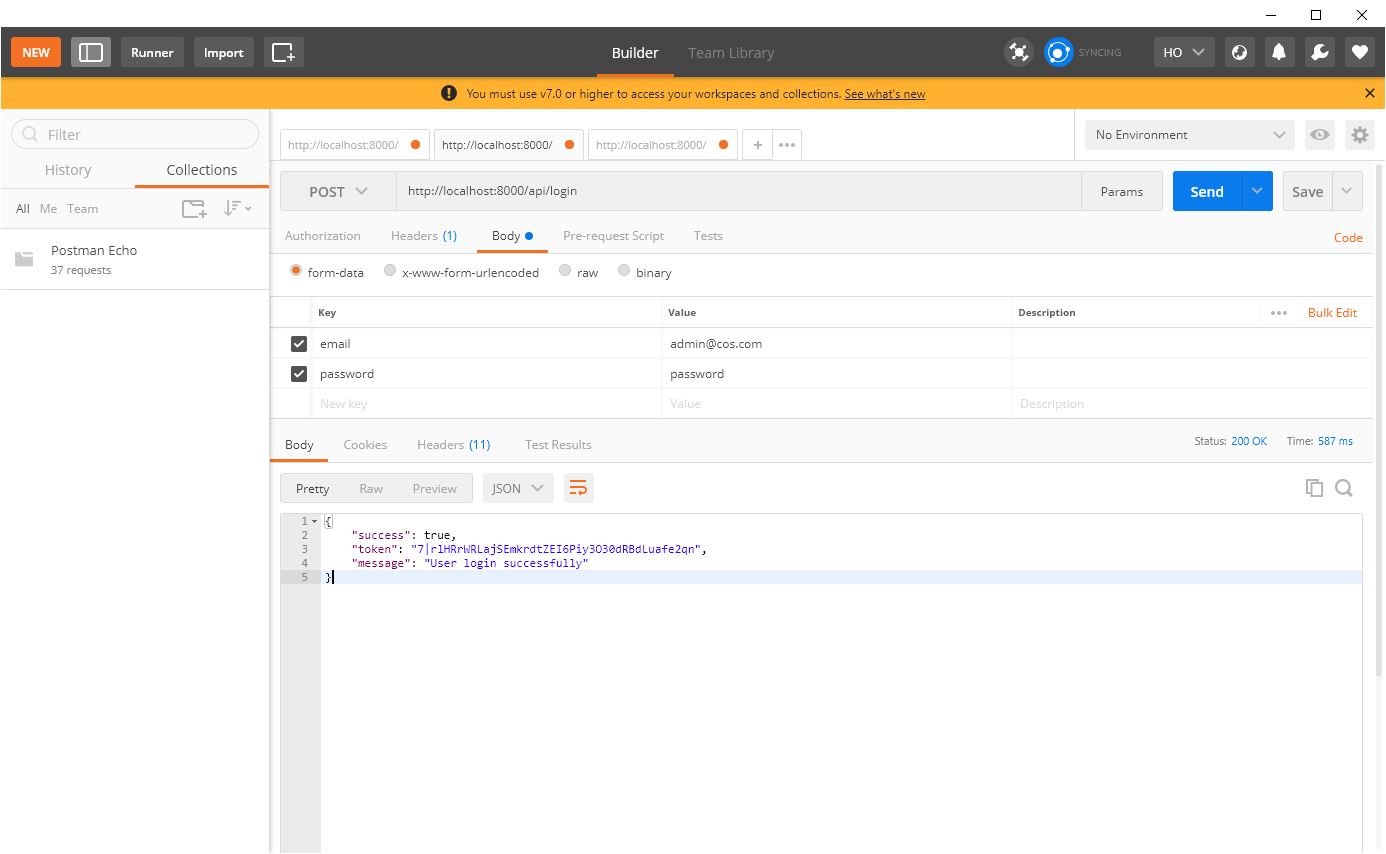 NEW Runner Import Builder Team Library SYNCING HO
You must use v7.0 or higher to access your workspaces and collections. See what's new
Filter
History Collections
All Me Team
Postman Echo
37 requests
http://localhost:8000/ http://localhost:8000/ http://localhost:8000/ + ••• No Environment
POST http://localhost:8000/api/login Params Send Save
Authorization Headers (1) Body Pre-request Script Tests Code
form-data x-www-form-urlencoded raw binary
Key Value Description ••• Bulk Edit
email admin@cos.com
password password
New key Value Description
Body Cookies Headers (11) Test Results Status: 200 OK Time: 587 ms
Pretty Raw Preview JSON
1 {
2 "success": true,
3 "token": "7|rlHRrWRLajSEmkrdtZEI6Piy3O30dRBdLuafe2qn",
4 "message": "User login successfully"
5 }